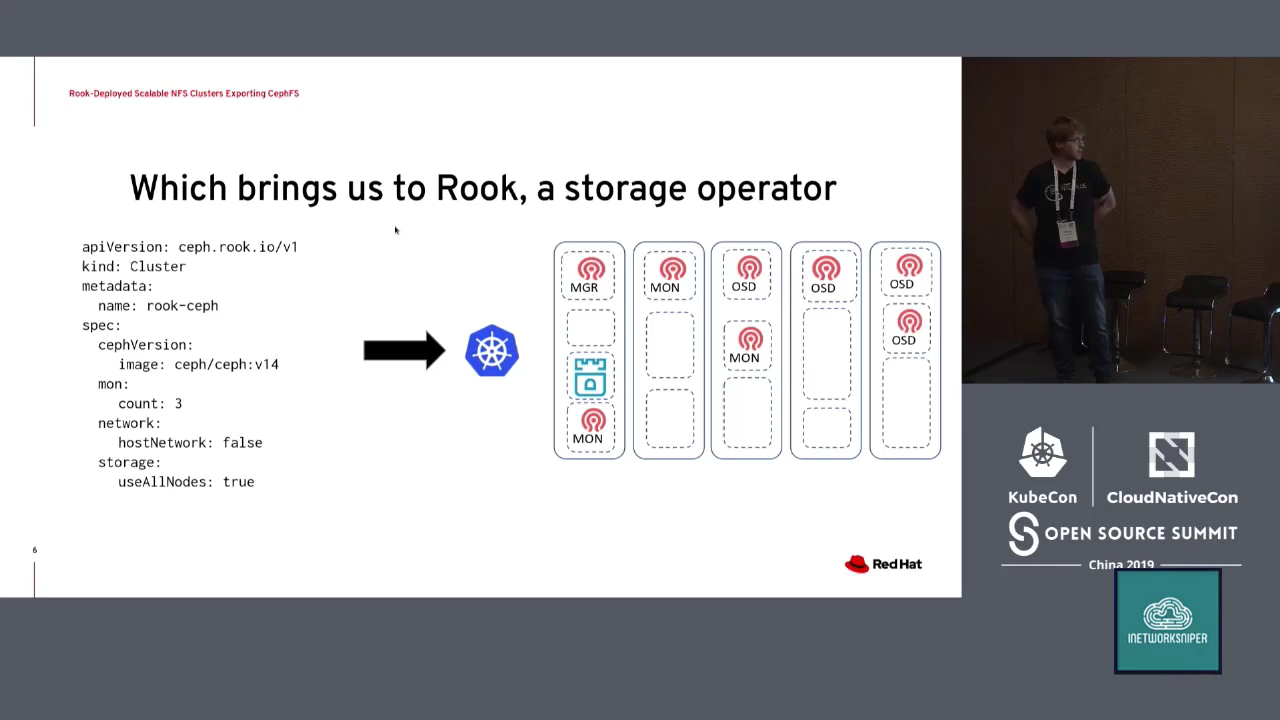 Rook-Deployed Scalable NFS Clusters Exporting CephFS
Which brings us to Rook, a storage operator
apiVersion: ceph.rook.io/v1
kind: Cluster
metadata:
name: rook-ceph
spec:
cephVersion:
image: ceph/ceph:v14
mon:
count: 3
network:
hostNetwork: false
storage:
useAllNodes: true
MGR
MON
MON
OSD
MON
OSD
OSD
OSD
6
Red Hat
KubeCon
CloudNativeCon
OPEN SOURCE SUMMIT
China 2019
INETWORKSNIPER